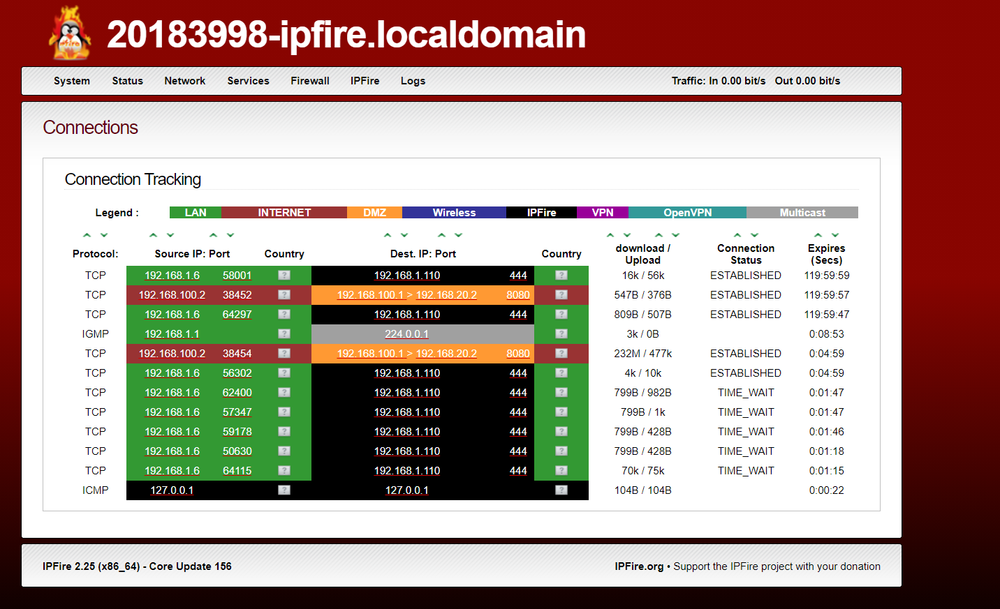 20183998-ipfire.localdomain
System Status Network Services Firewall IPFire Logs Traffic: In 0.00 bit/s Out 0.00 bit/s
Connections
Connection Tracking
Legend : LAN INTERNET DMZ Wireless IPFire VPN OpenVPN Multicast
Protocol: Source IP: Port Country Dest. IP: Port Country download / Upload Connection Status Expires (Secs)
TCP 192.168.1.6 58001 ? 192.168.1.110 444 ? 16k / 56k ESTABLISHED 119:59:59
TCP 192.168.100.2 38452 ? 192.168.100.1 > 192.168.20.2 8080 ? 547B / 376B ESTABLISHED 119:59:57
TCP 192.168.1.6 64297 ? 192.168.1.110 444 ? 809B / 507B ESTABLISHED 119:59:47
IGMP 192.168.1.1 ? 224.0.0.1 ? 3k / 0B 0:08:53
TCP 192.168.100.2 38454 ? 192.168.100.1 > 192.168.20.2 8080 ? 232M / 477k ESTABLISHED 0:04:59
TCP 192.168.1.6 56302 ? 192.168.1.110 444 ? 4k / 10k ESTABLISHED 0:04:59
TCP 192.168.1.6 62400 ? 192.168.1.110 444 ? 799B / 982B TIME_WAIT 0:01:47
TCP 192.168.1.6 57347 ? 192.168.1.110 444 ? 799B / 1k TIME_WAIT 0:01:47
TCP 192.168.1.6 59178 ? 192.168.1.110 444 ? 799B / 428B TIME_WAIT 0:01:46
TCP 192.168.1.6 50630 ? 192.168.1.110 444 ? 799B / 428B TIME_WAIT 0:01:18
TCP 192.168.1.6 64115 ? 192.168.1.110 444 ? 70k / 75k TIME_WAIT 0:01:15
ICMP 127.0.0.1 ? 127.0.0.1 ? 104B / 104B 0:00:22
IPFire 2.25 (x86_64) - Core Update 156 IPFire.org • Support the IPFire project with your donation